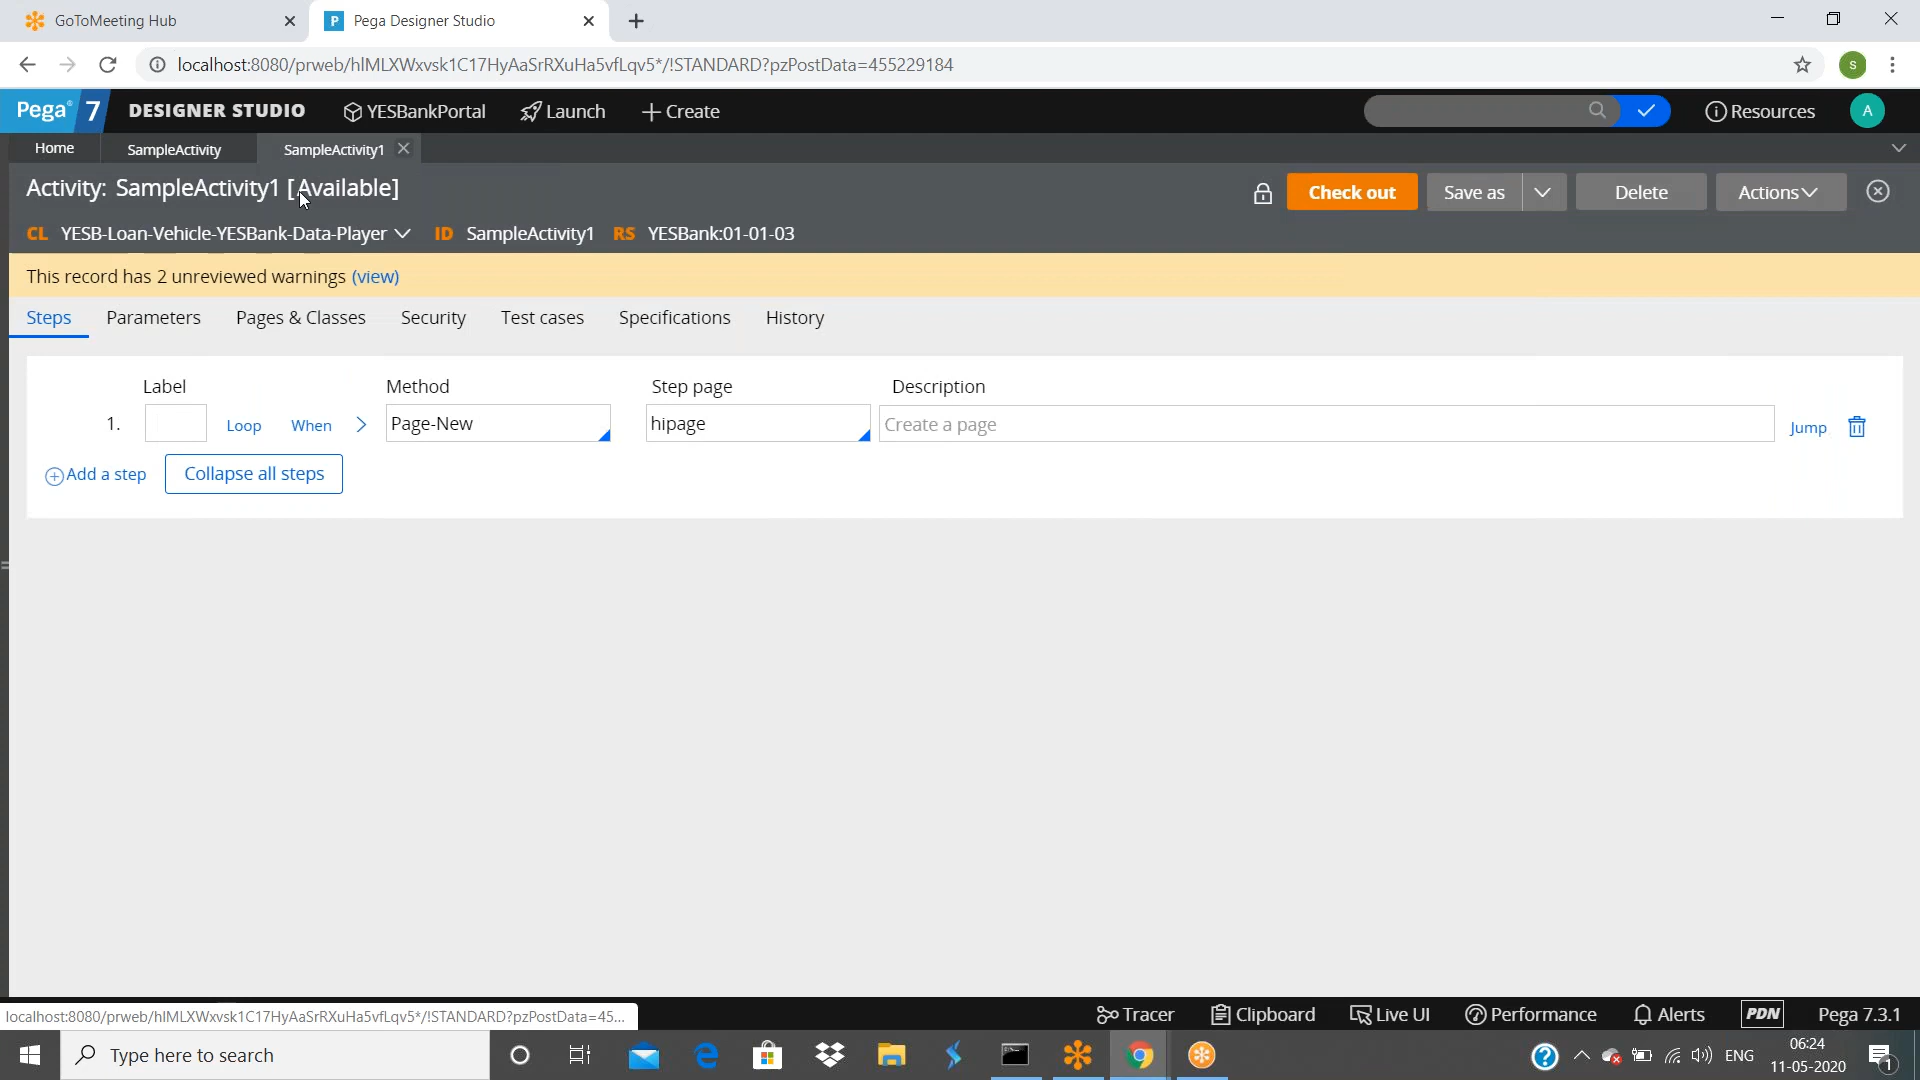 GoToMeeting Hub
Pega Designer Studio
localhost:8080/prweb/hIMLXWxvsk1C17HyAaSrRXuHa5vfLqv5*/!STANDARD?pzPostData=455229184
S
Pega 7 DESIGNER STUDIO YESBankPortal Launch Create Resources A
Home SampleActivity SampleActivity1
Activity: SampleActivity1 [Available]
Check out Save as Delete Actions
CL YESB-Loan-Vehicle-YESBank-Data-Player ID SampleActivity1 RS YESBank:01-01-03
This record has 2 unreviewed warnings (view)
Steps Parameters Pages & Classes Security Test cases Specifications History
Label Method Step page Description
1. Loop When Page-New hipage Create a page Jump
Add a step Collapse all steps
localhost:8080/prweb/hIMLXWxvsk1C17HyAaSrRXuHa5vfLqv5*/!STANDARD?pzPostData=45...
Tracer Clipboard Live UI Performance Alerts PDN Pega 7.3.1
Type here to search
ENG
06:24
11-05-2020
1